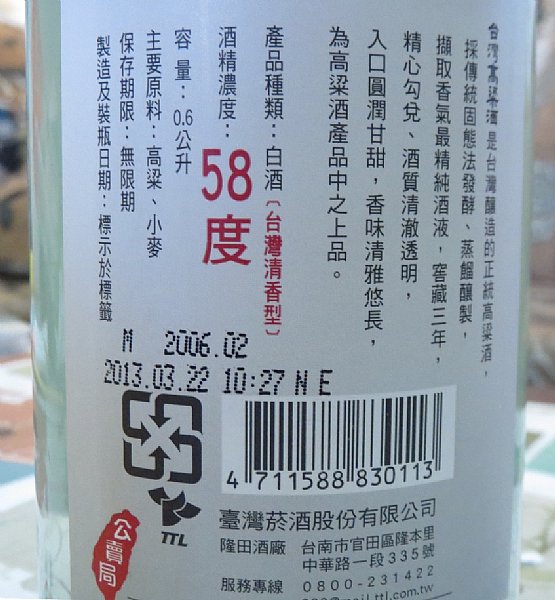 台灣高粱酒是台灣釀造的正統高粱酒，
採傳統固態法發酵、蒸餾釀製，
擷取香氣最精純酒液，窖藏三年，
精心勾兌、酒質清澈透明，
入口圓潤甘甜，香味清雅悠長，
為高粱酒產品中之上品。
產品種類：白酒〔台灣清香型〕
酒精濃度：58度
容量：0.6公升
主要原料：高粱、小麥
保存期限：無限期
製造及裝瓶日期：標示於標籤
M 2006.02
2013.03.22 10:27 N E
4 711588 830113
TTL
公賣局
臺灣菸酒股份有限公司
隆田酒廠 台南市官田區隆本里
中華路一段335號
服務專線 0800-231422
mail.ttl.com.tw